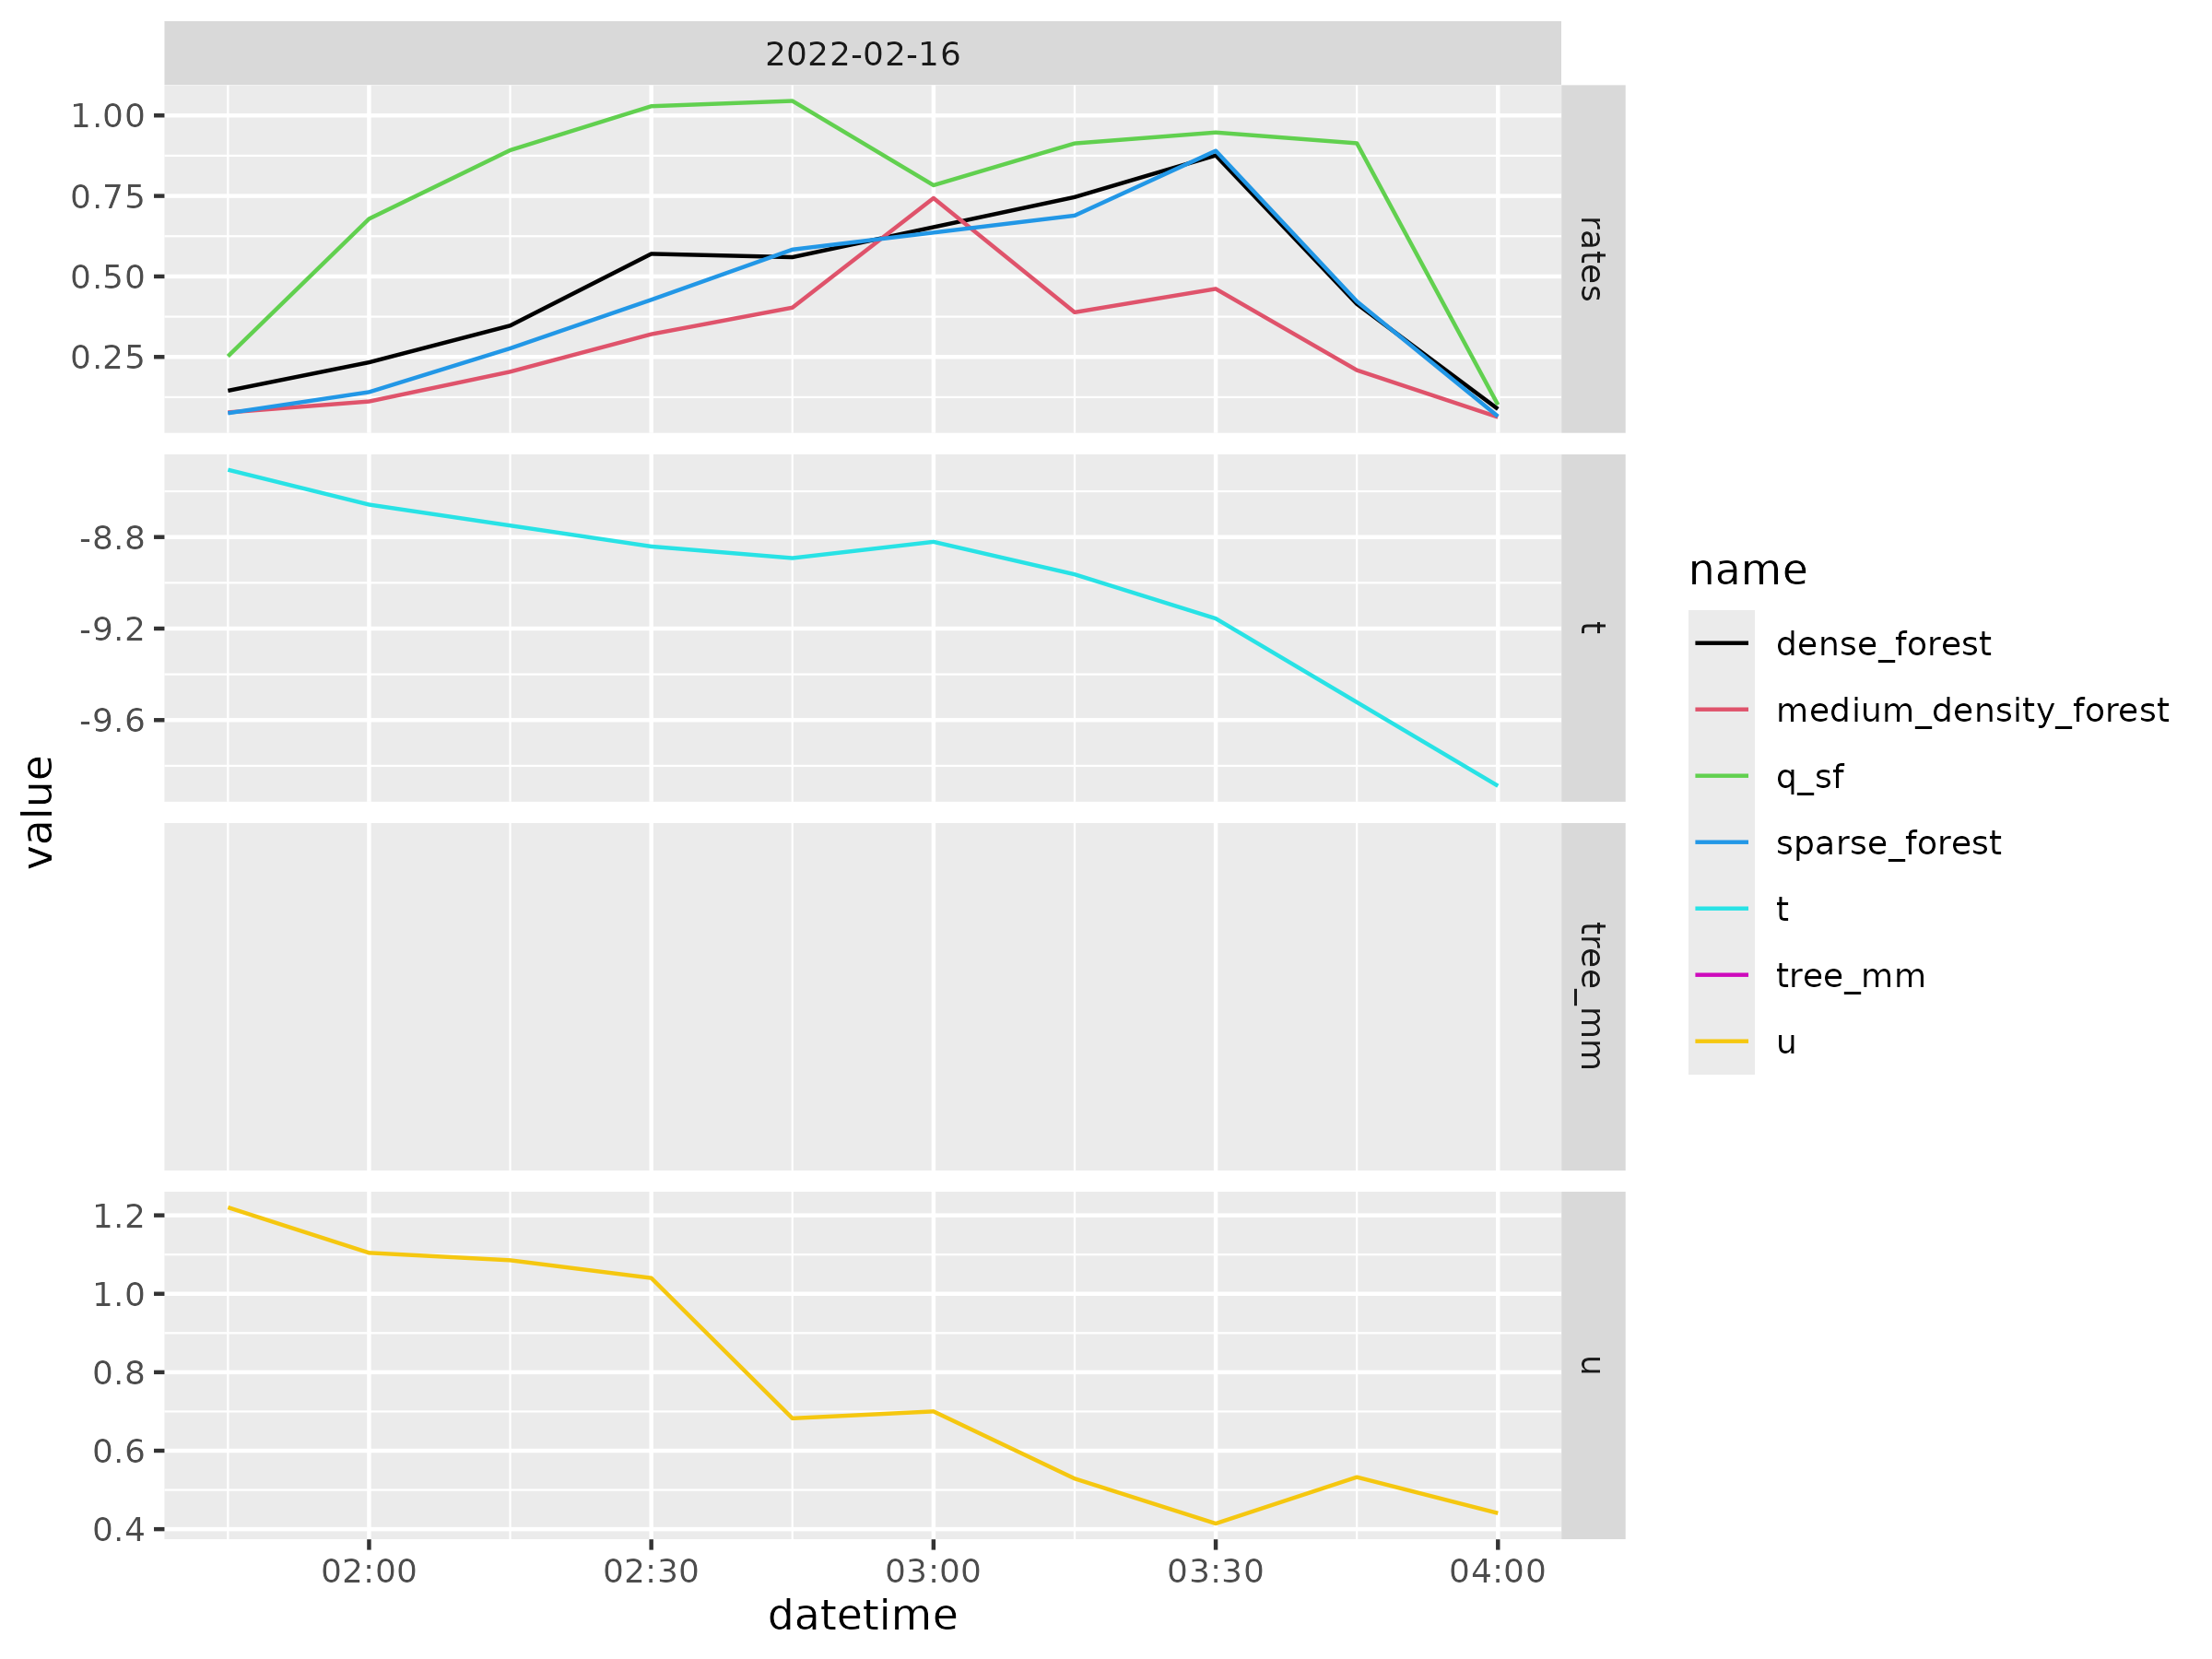 2022-02-16
1.00
0.75
0.50
0.25
rates
-8.8
-9.2
-9.6
t
tree_mm
1.2
1.0
0.8
0.6
0.4
u
02:00
02:30
03:00
03:30
04:00
datetime
value
name
dense_forest
medium_density_forest
q_sf
sparse_forest
t
tree_mm
u